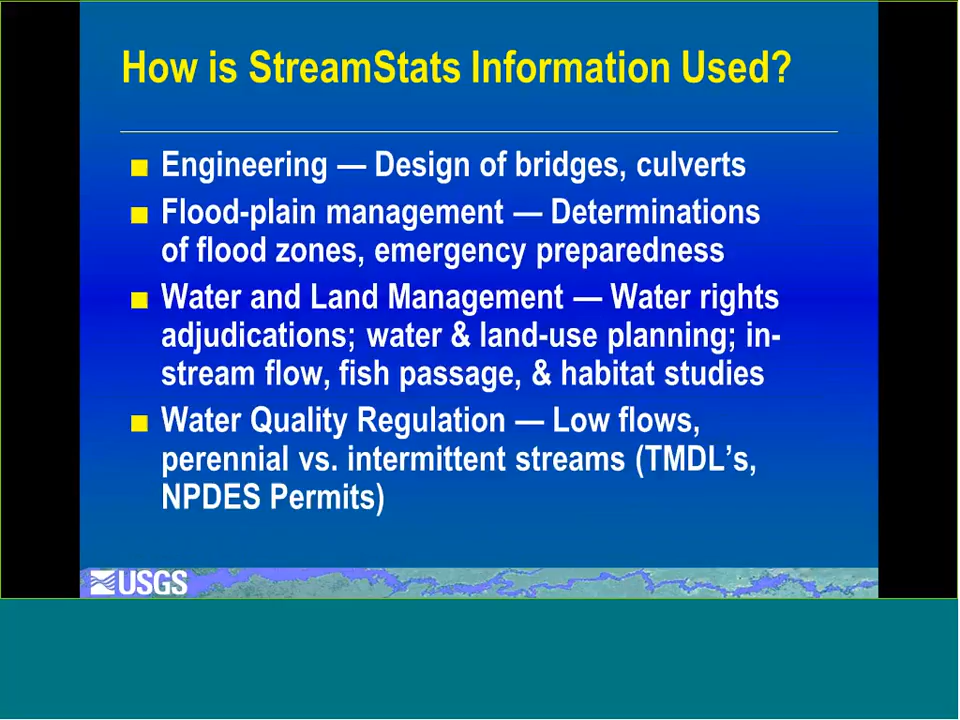 How is StreamStats Information Used?
■ Engineering — Design of bridges, culverts
■ Flood-plain management — Determinations
of flood zones, emergency preparedness
■ Water and Land Management — Water rights
adjudications; water & land-use planning; in-
stream flow, fish passage, & habitat studies
■ Water Quality Regulation — Low flows,
perennial vs. intermittent streams (TMDL’s,
NPDES Permits)
USGS